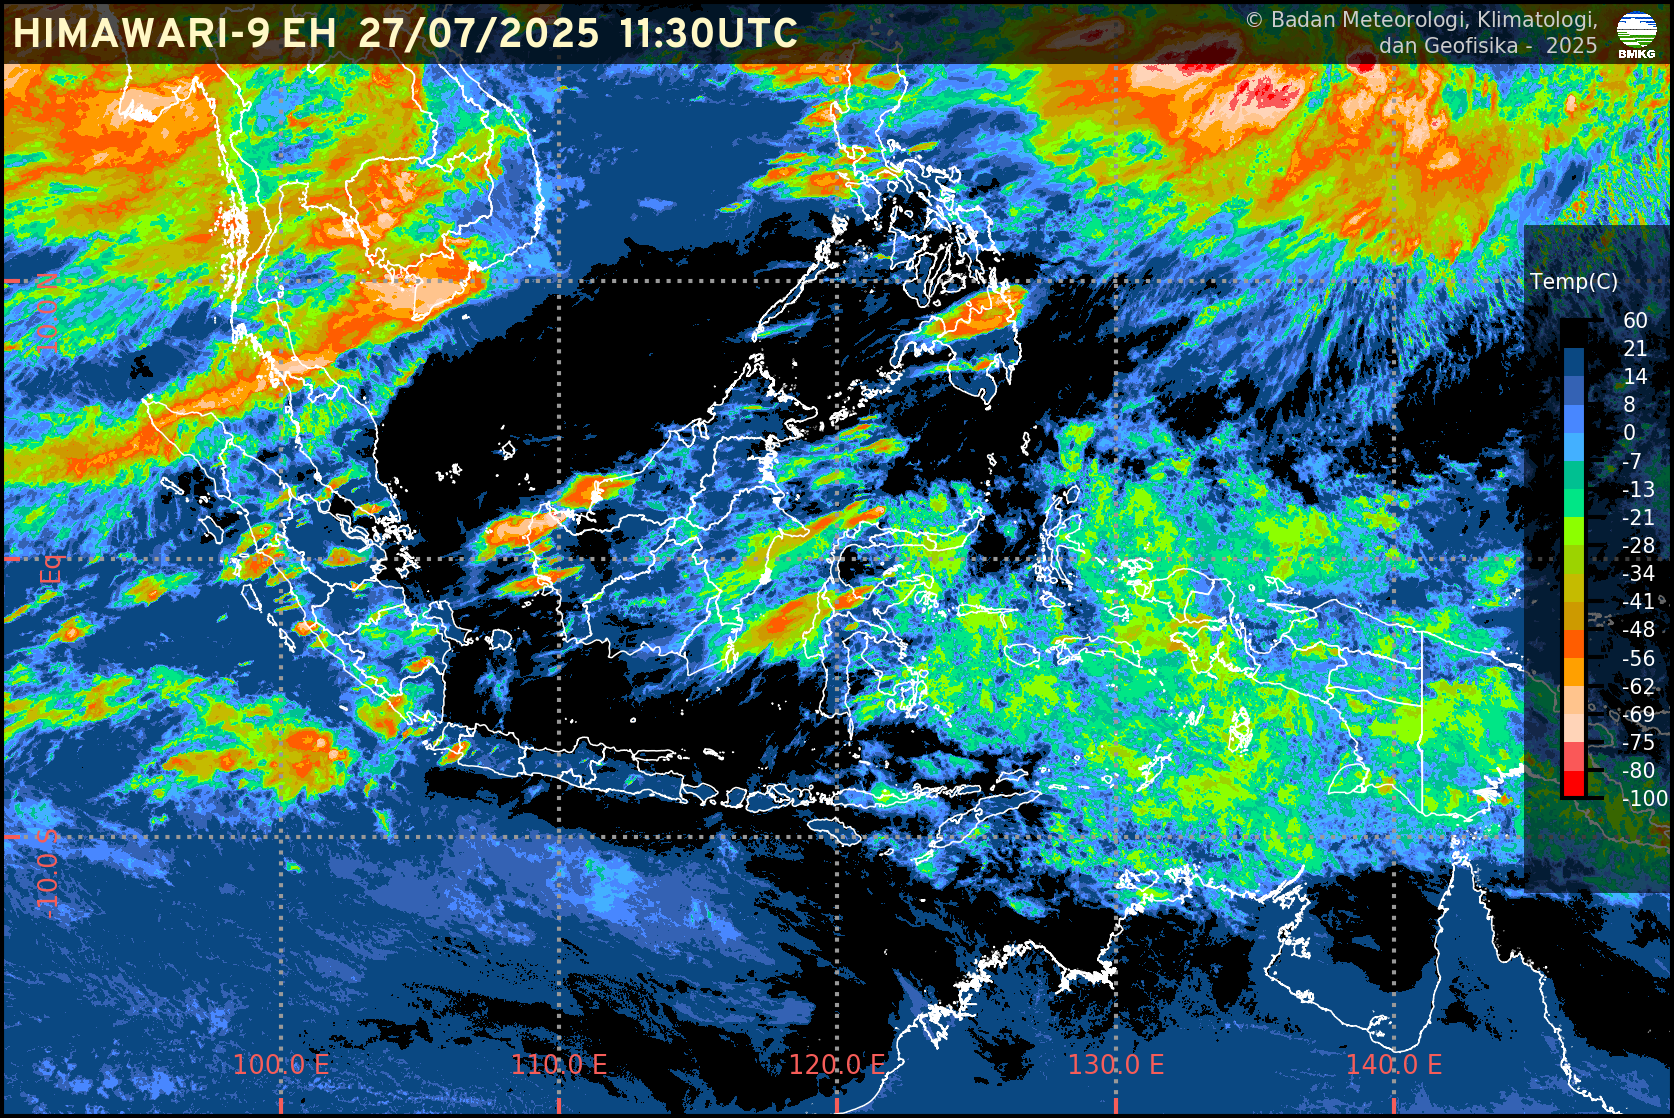 HIMAWARI-9 EH 27/07/2025 11:30UTC
© Badan Meteorologi, Klimatologi,
dan Geofisika - 2025
BMKG
Temp(C)
60
21
14
8
0
-7
-13
-21
-28
-34
-41
-48
-56
-62
-69
-75
-80
-100
10.0 N
Eq
-10.0 S
100.0 E
110.0 E
120.0 E
130.0 E
140.0 E